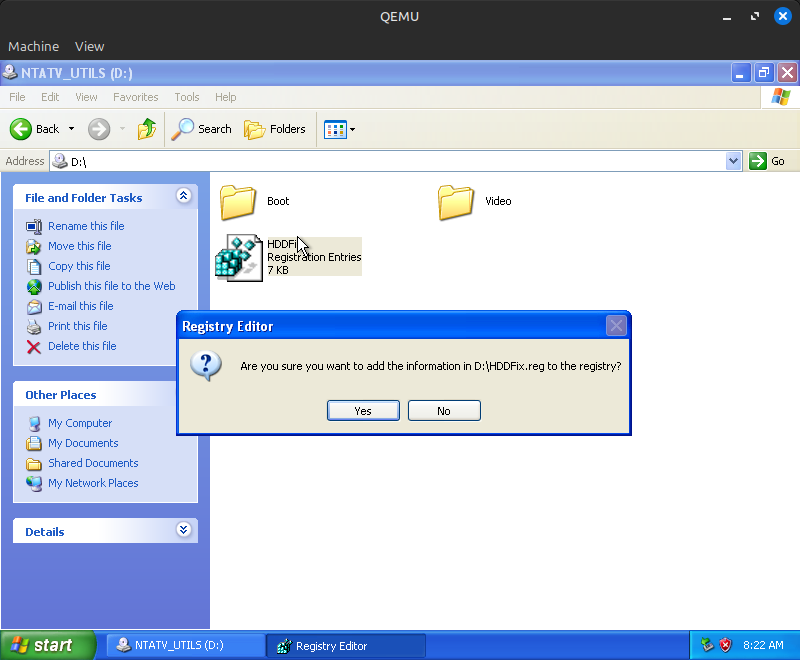 QEMU
Machine View
NTATV_UTILS (D:)
File Edit View Favorites Tools Help
Back Search Folders
Address D:\ Go
File and Folder Tasks
Rename this file
Move this file
Copy this file
Publish this file to the Web
E-mail this file
Print this file
Delete this file
Other Places
My Computer
My Documents
Shared Documents
My Network Places
Details
Boot
Video
HDDFix
Registration Entries
7 KB
Registry Editor
Are you sure you want to add the information in D:\HDDFix.reg to the registry?
Yes No
start NTATV_UTILS (D:) Registry Editor 8:22 AM